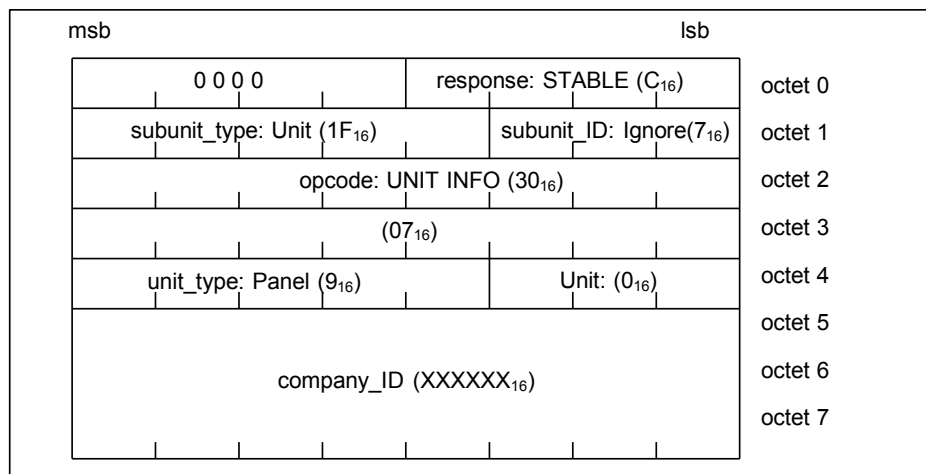 msb lsb
0 0 0 0 response: STABLE (C₁₆) octet 0
subunit_type: Unit (1F₁₆) subunit_ID: Ignore(7₁₆) octet 1
opcode: UNIT INFO (30₁₆) octet 2
(07₁₆) octet 3
unit_type: Panel (9₁₆) Unit: (0₁₆) octet 4
octet 5
company_ID (XXXXXX₁₆) octet 6
octet 7